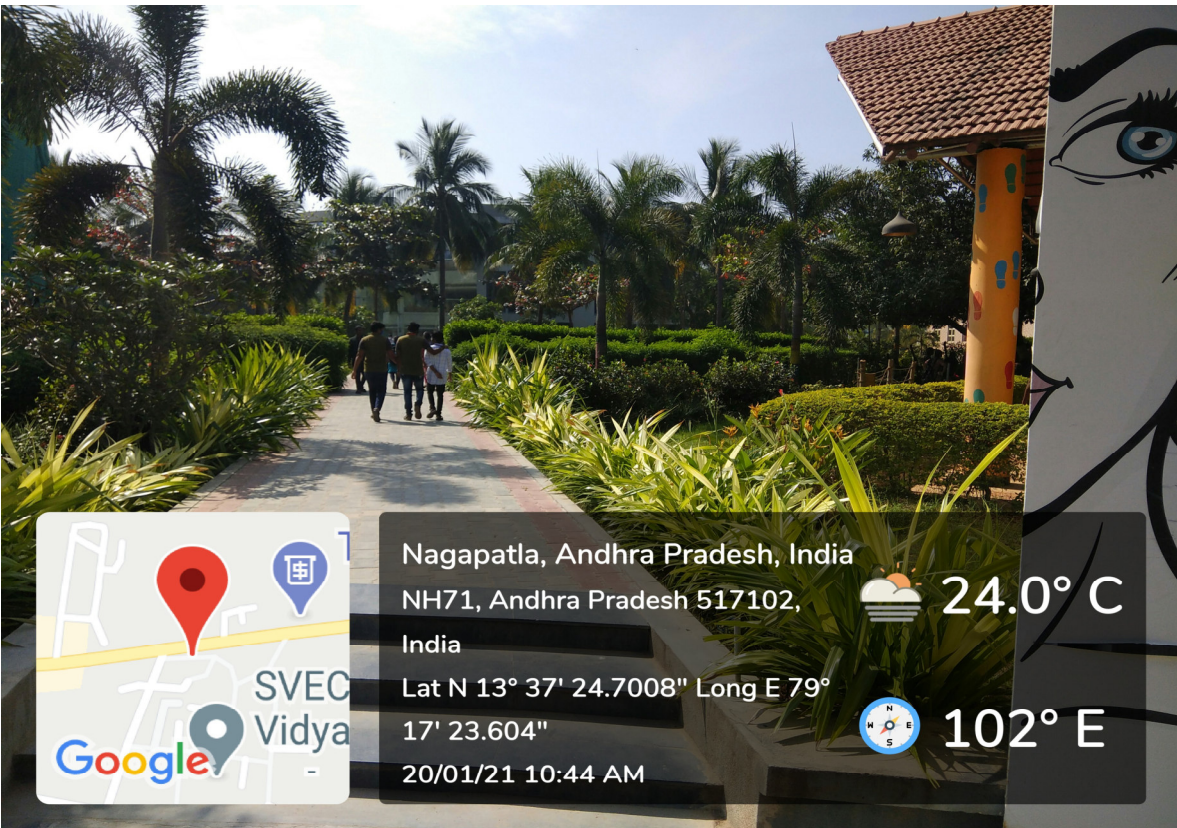 Nagapatla, Andhra Pradesh, India
NH71, Andhra Pradesh 517102,
India
Lat N 13° 37' 24.7008" Long E 79°
17' 23.604"
20/01/21 10:44 AM
24.0° C
N
W E
S
102° E
T
SVEC
Vidya
Google